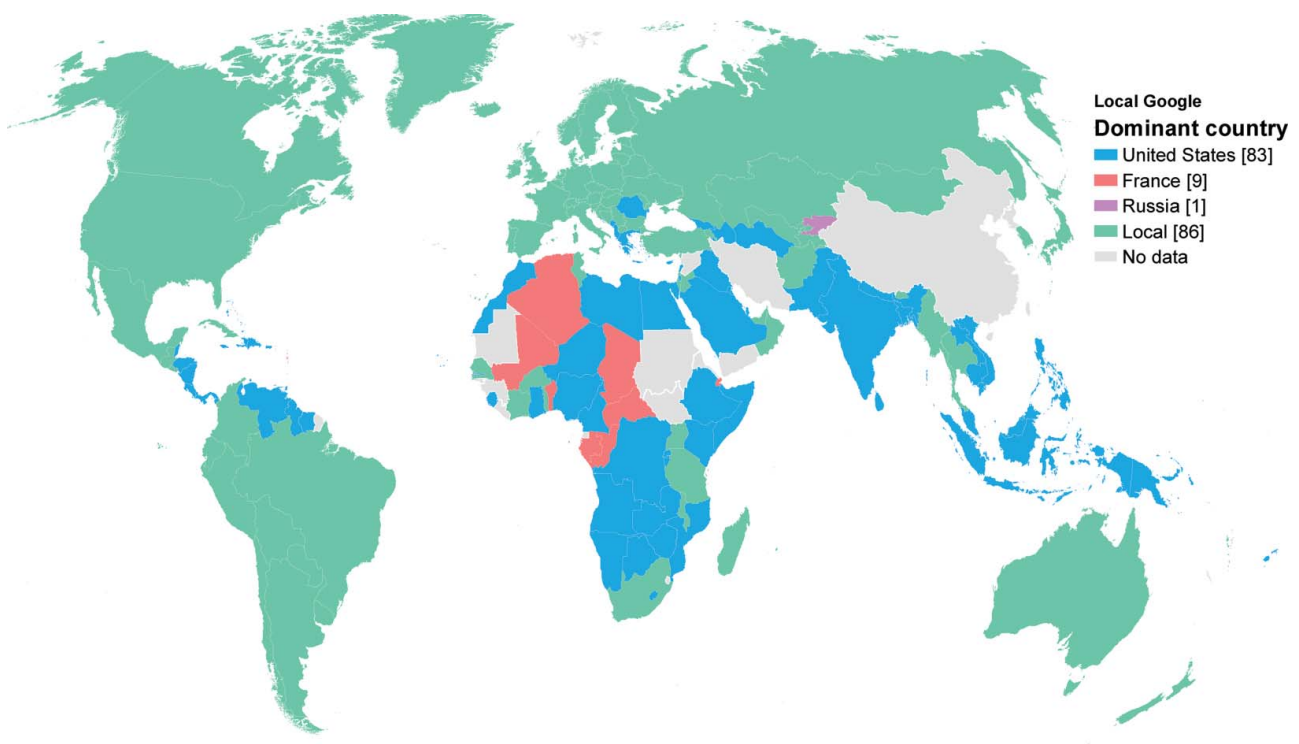 Local Google
Dominant country
United States [83]
France [9]
Russia [1]
Local [86]
No data